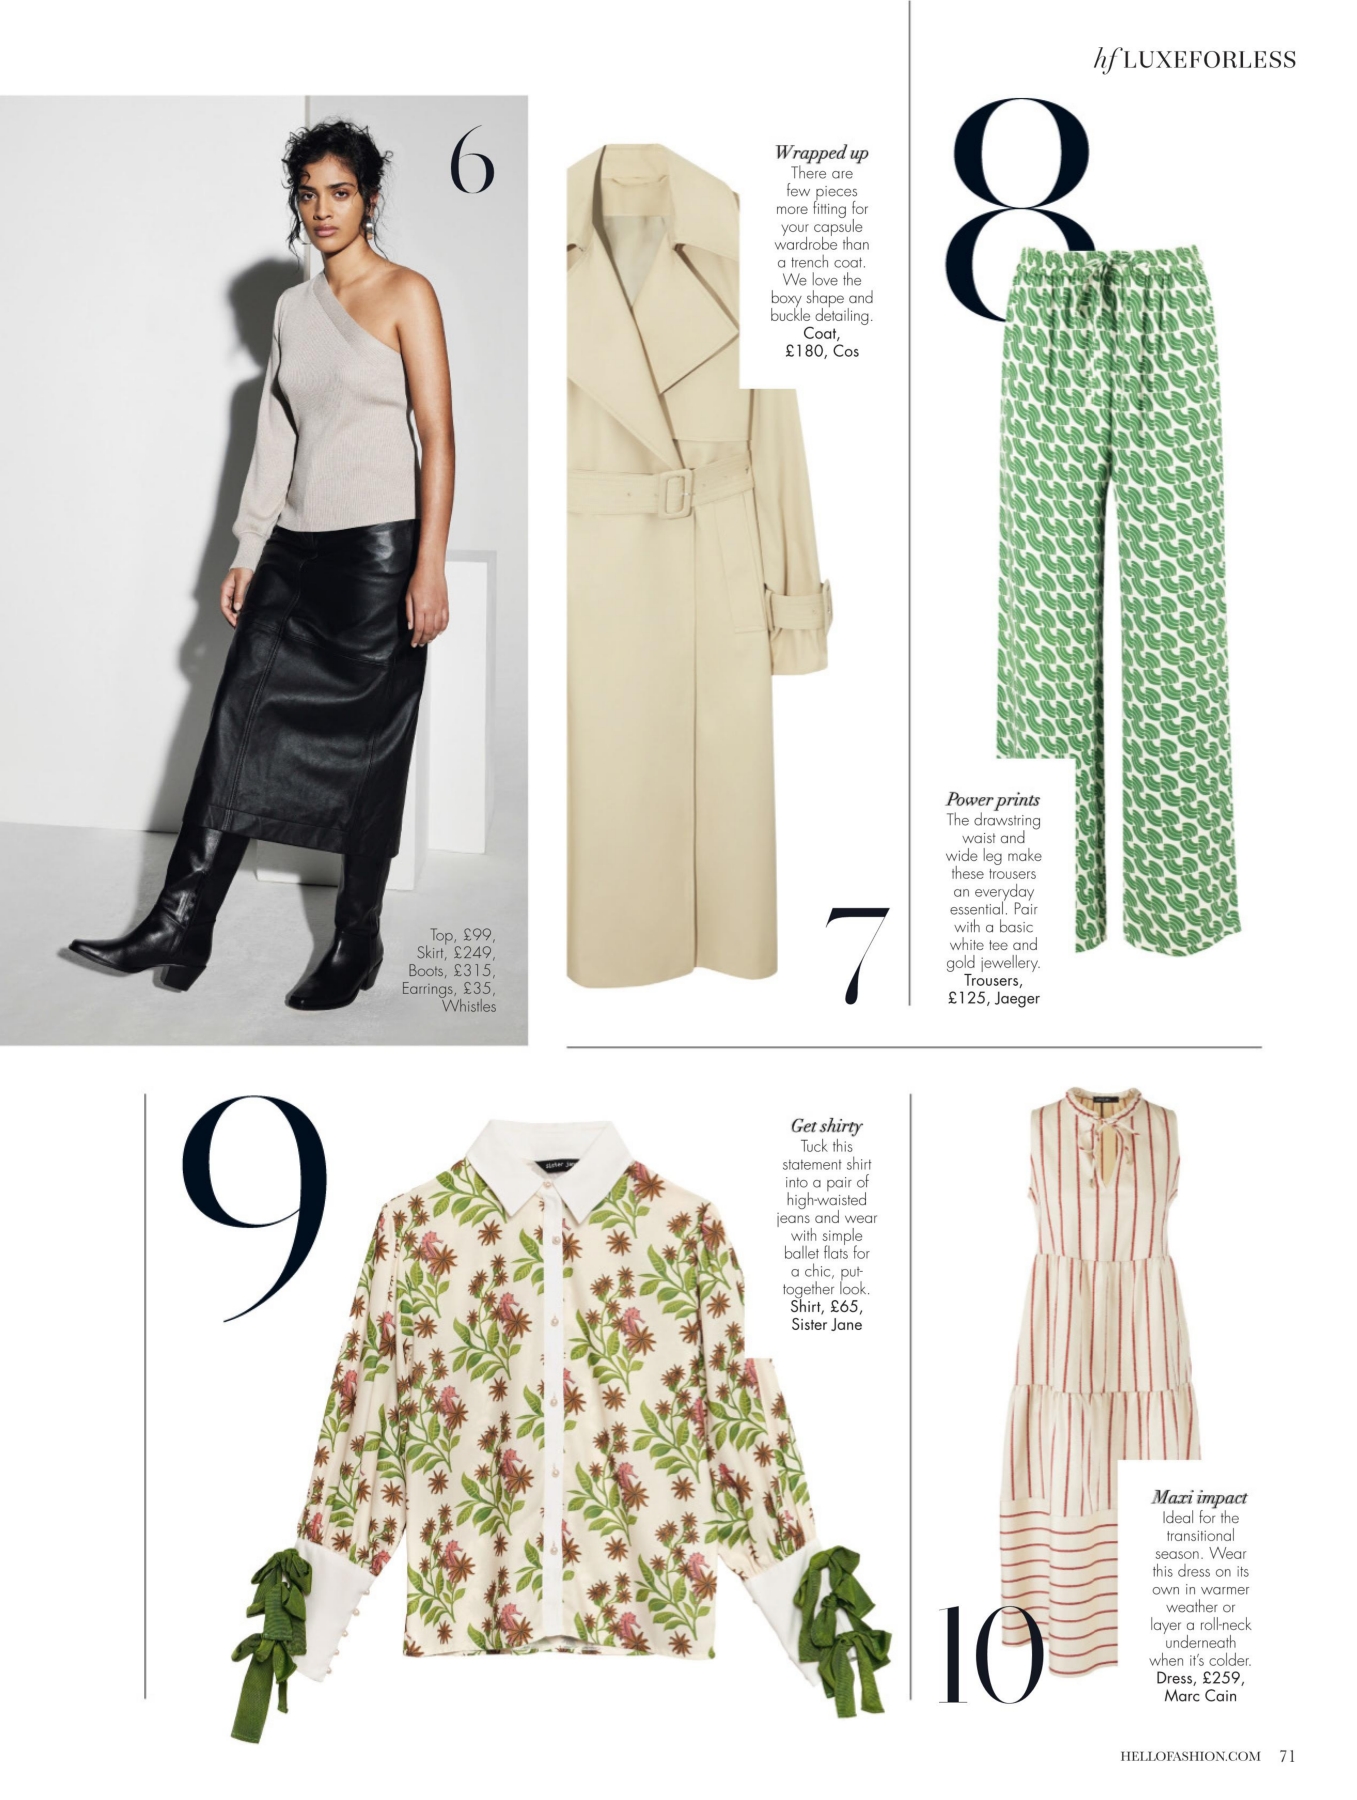 hf LUXEFORLESS
6
Top, £99,
Skirt, £249,
Boots, £315,
Earrings, £35,
Whistles
Wrapped up
There are
few pieces
more fitting for
your capsule
wardrobe than
a trench coat.
We love the
boxy shape and
buckle detailing.
Coat,
£180, Cos
7
8
Power prints
The drawstring
waist and
wide leg make
these trousers
an everyday
essential. Pair
with a basic
white tee and
gold jewellery.
Trousers,
£125, Jaeger
9
sister jane
Get shirty
Tuck this
statement shirt
into a pair of
high-waisted
jeans and wear
with simple
ballet flats for
a chic, put-
together look.
Shirt, £65,
Sister Jane
10
Maxi impact
Ideal for the
transitional
season. Wear
this dress on its
own in warmer
weather or
layer a roll-neck
underneath
when it's colder.
Dress, £259,
Marc Cain
HELLOFASHION.COM 71